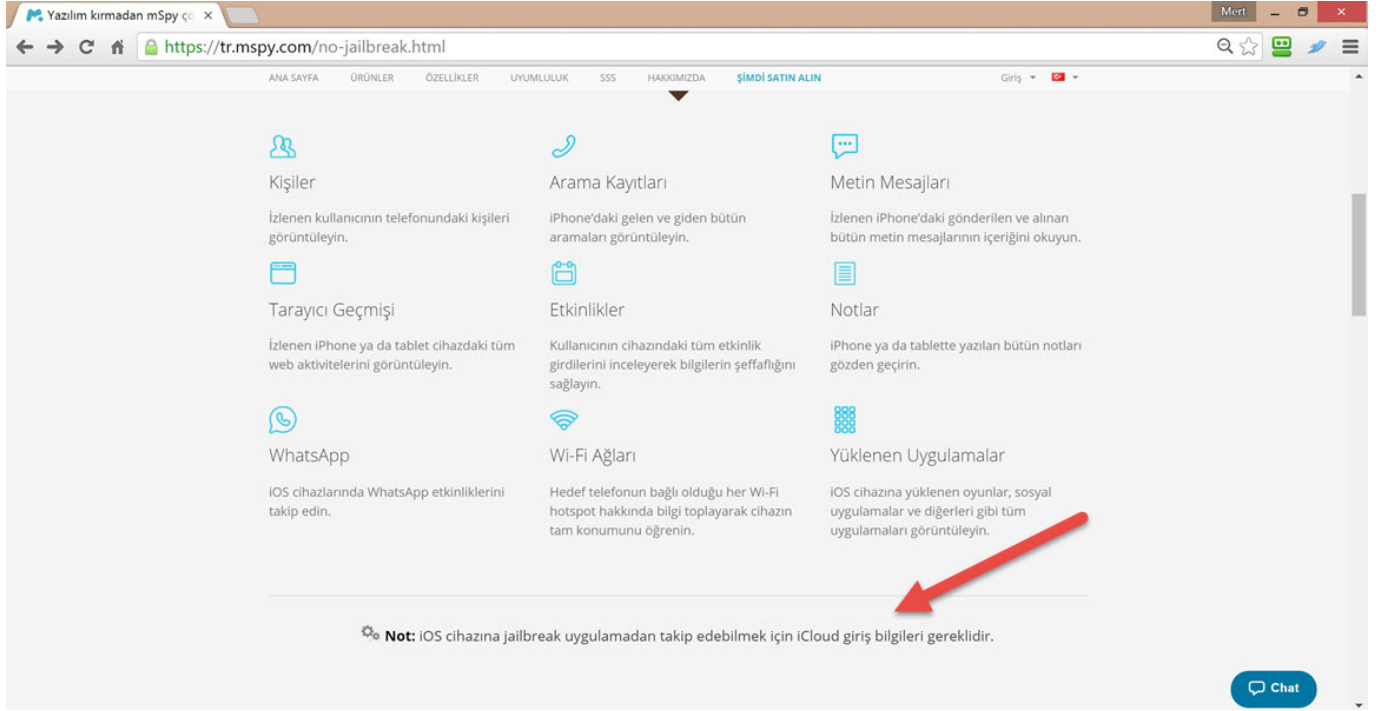 Yazılım kırmadan mSpy çö
Mert
https://tr.mspy.com/no-jailbreak.html
ANA SAYFA ÜRÜNLER ÖZELLİKLER UYUMLULUK SSS HAKKIMIZDA ŞİMDİ SATIN ALIN Giriş
Kişiler
İzlenen kullanıcının telefonundaki kişileri
görüntüleyin.
Arama Kayıtları
iPhone’daki gelen ve giden bütün
aramaları görüntüleyin.
Metin Mesajları
İzlenen iPhone’daki gönderilen ve alınan
bütün metin mesajlarının içeriğini okuyun.
Tarayıcı Geçmişi
İzlenen iPhone ya da tablet cihazdaki tüm
web aktivitelerini görüntüleyin.
Etkinlikler
Kullanıcının cihazındaki tüm etkinlik
girdilerini inceleyerek bilgilerin şeffaflığını
sağlayın.
Notlar
iPhone ya da tablette yazılan bütün notları
gözden geçirin.
WhatsApp
iOS cihazlarında WhatsApp etkinliklerini
takip edin.
Wi-Fi Ağları
Hedef telefonun bağlı olduğu her Wi-Fi
hotspot hakkında bilgi toplayarak cihazın
tam konumunu öğrenin.
Yüklenen Uygulamalar
iOS cihazına yüklenen oyunlar, sosyal
uygulamalar ve diğerleri gibi tüm
uygulamaları görüntüleyin.
Not: iOS cihazına jailbreak uygulamadan takip edebilmek için iCloud giriş bilgileri gereklidir.
Chat